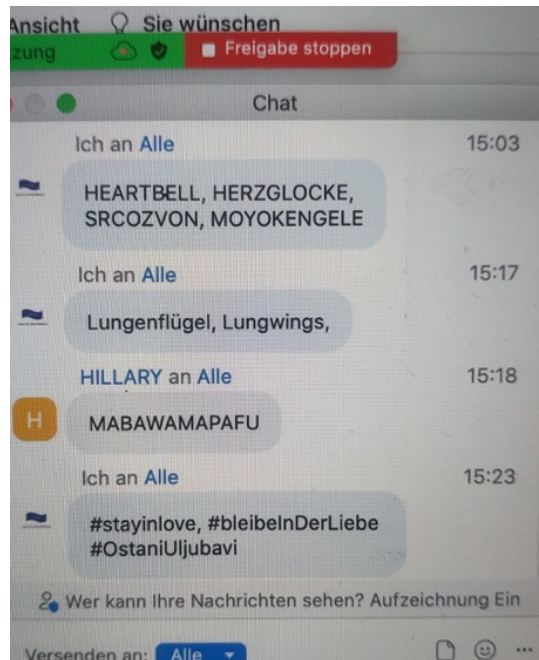 Ansicht Sie wünschen
zung Freigabe stoppen
Chat
Ich an Alle 15:03
HEARTBELL, HERZGLOCKE,
SRCOZVON, MOYOKENGELE
Ich an Alle 15:17
Lungenflügel, Lungwings,
HILLARY an Alle 15:18
H
MABAWAMAPAFU
Ich an Alle 15:23
#stayinlove, #bleibeInDerLiebe
#OstaniUljubavi
Wer kann Ihre Nachrichten sehen? Aufzeichnung Ein
Versenden an: Alle